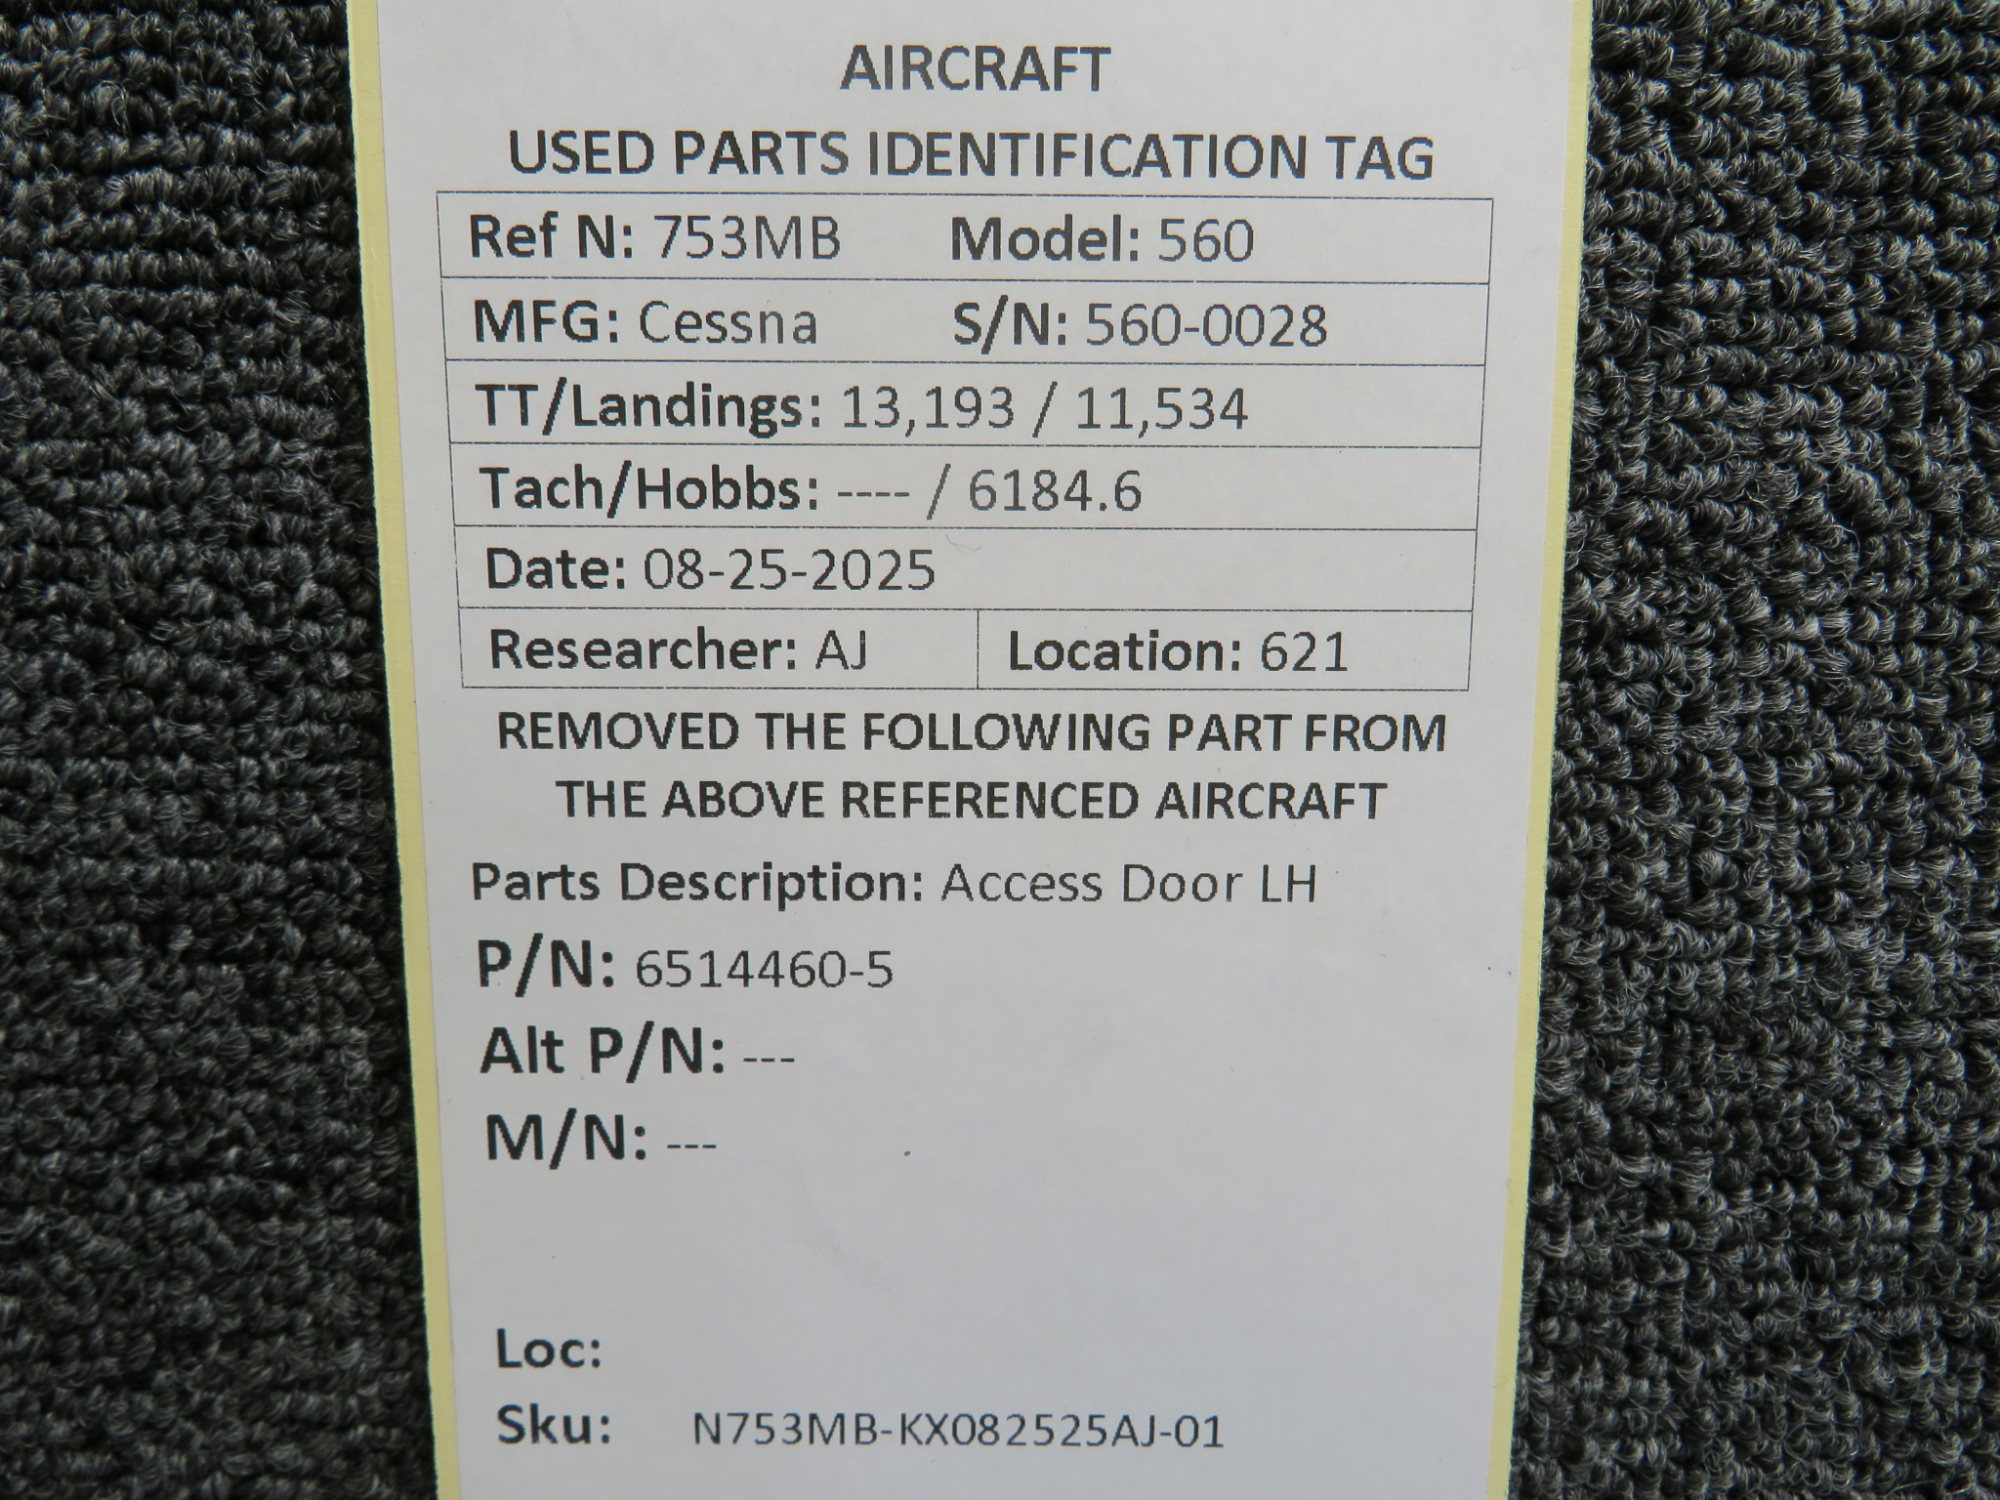 AIRCRAFT
USED PARTS IDENTIFICATION TAG
Ref N: 753MB Model: 560
MFG: Cessna S/N: 560-0028
TT/Landings: 13,193 / 11,534
Tach/Hobbs: ---- / 6184.6
Date: 08-25-2025
Researcher: AJ Location: 621
REMOVED THE FOLLOWING PART FROM
THE ABOVE REFERENCED AIRCRAFT
Parts Description: Access Door LH
P/N: 6514460-5
Alt P/N: ---
M/N: ---
Loc:
Sku: N753MB-KX082525AJ-01